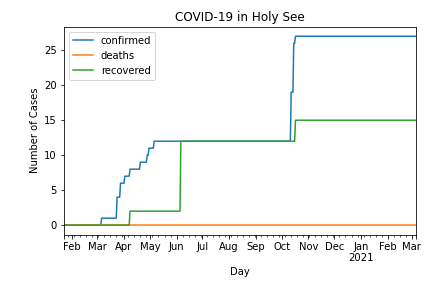 COVID-19 in Holy See
confirmed
deaths
recovered
Number of Cases
25
20
15
10
5
0
Feb Mar Apr May Jun Jul Aug Sep Oct Nov Dec Jan Feb Mar
2021
Day